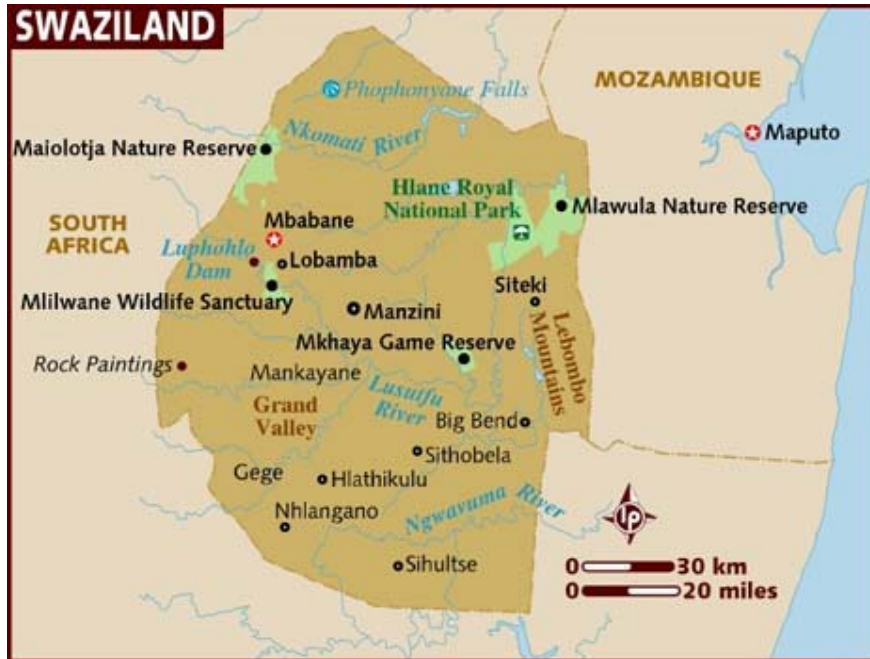 SWAZILAND
MOZAMBIQUE
Phophonyane Falls
Maputo
Nkomati River
Maiolotja Nature Reserve
Hlane Royal
National Park
Mlawula Nature Reserve
SOUTH
AFRICA
Mbabane
Luphohlo
Dam
Lobamba
Siteki
Mlilwane Wildlife Sanctuary
Manzini
Lebombo
Mountains
Mkhaya Game Reserve
Rock Paintings
Mankayane
Lusutfu
River
Grand
Valley
Big Bend
Sithobela
Gege
Hlathikulu
Nhlangano
Ngwavuma River
lp
Sihultse
0 30 km
0 20 miles